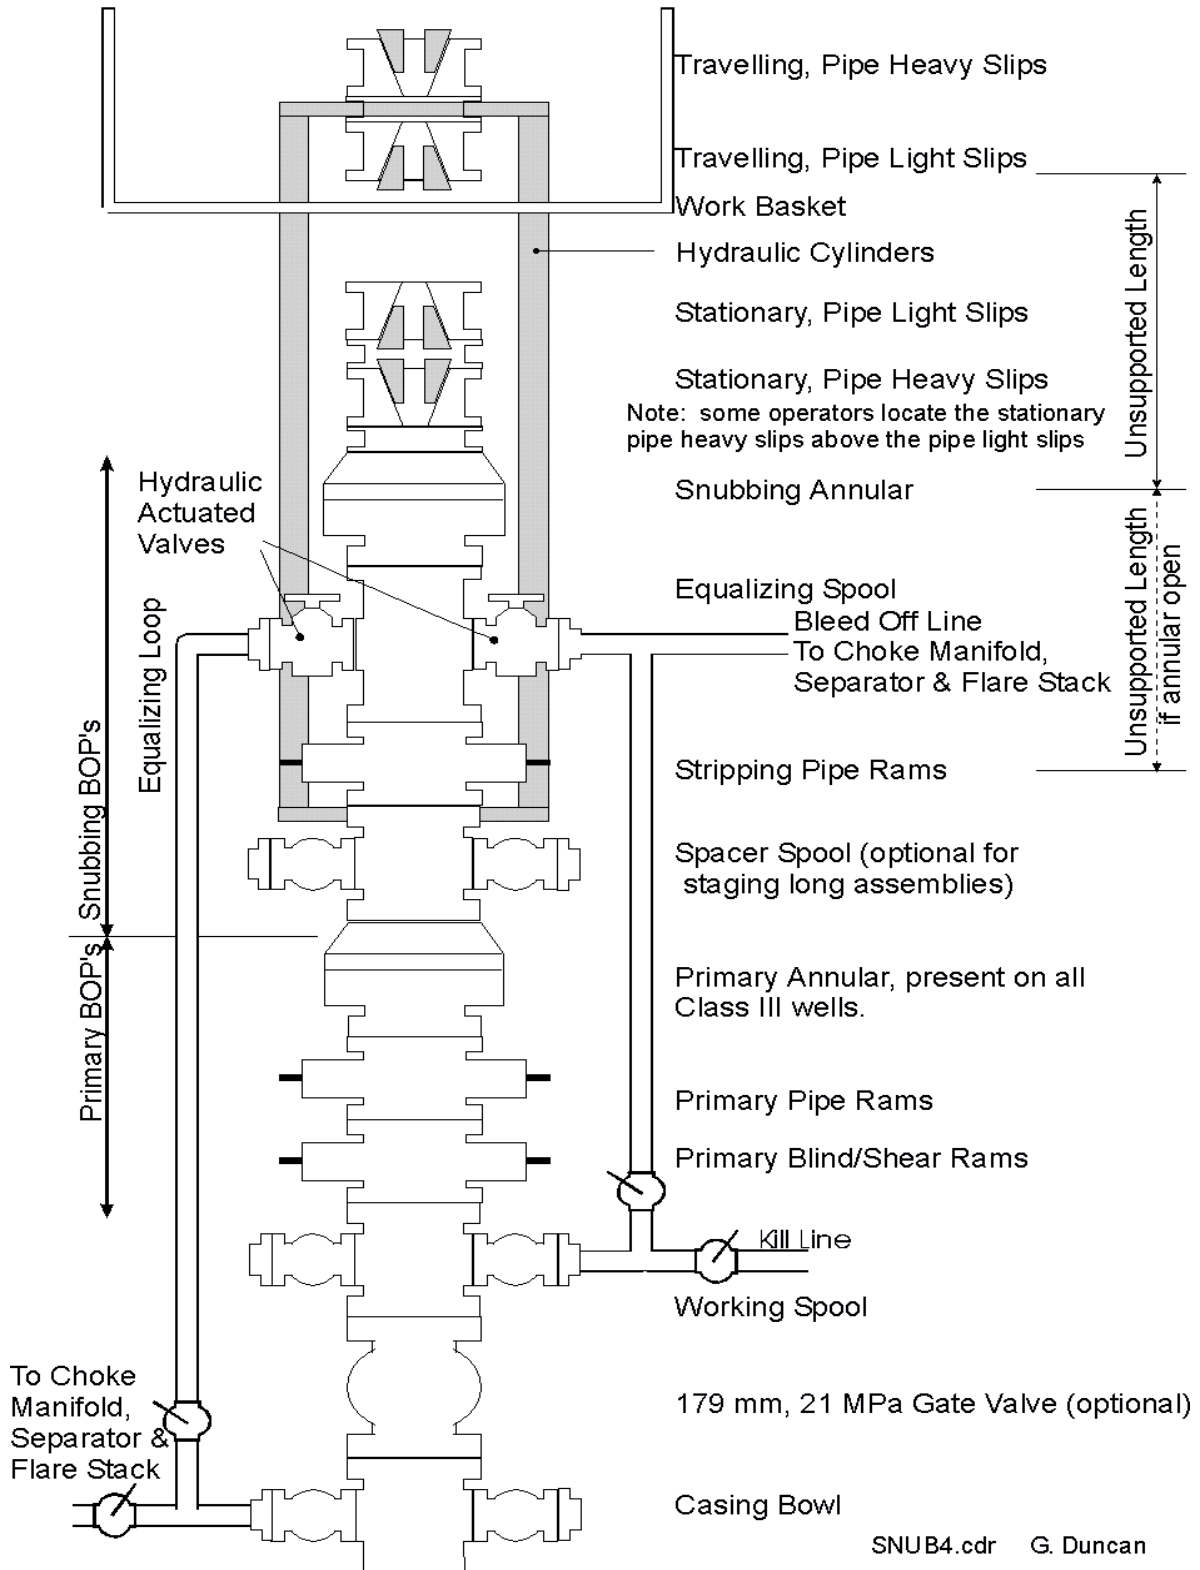 Travelling, Pipe Heavy Slips
Travelling, Pipe Light Slips
Work Basket
Hydraulic Cylinders
Stationary, Pipe Light Slips
Stationary, Pipe Heavy Slips
Note: some operators locate the stationary
pipe heavy slips above the pipe light slips
Unsupported Length
Snubbing Annular
Hydraulic
Actuated
Valves
Equalizing Spool
Bleed Off Line
To Choke Manifold,
Separator & Flare Stack
Unsupported Length
if annular open
Equalizing Loop
Snubbing BOP's
Stripping Pipe Rams
Spacer Spool (optional for
staging long assemblies)
Primary BOP's
Primary Annular, present on all
Class III wells.
Primary Pipe Rams
Primary Blind/Shear Rams
Kill Line
Working Spool
To Choke
Manifold,
Separator &
Flare Stack
179 mm, 21 MPa Gate Valve (optional)
Casing Bowl
SNUB4.cdr G. Duncan